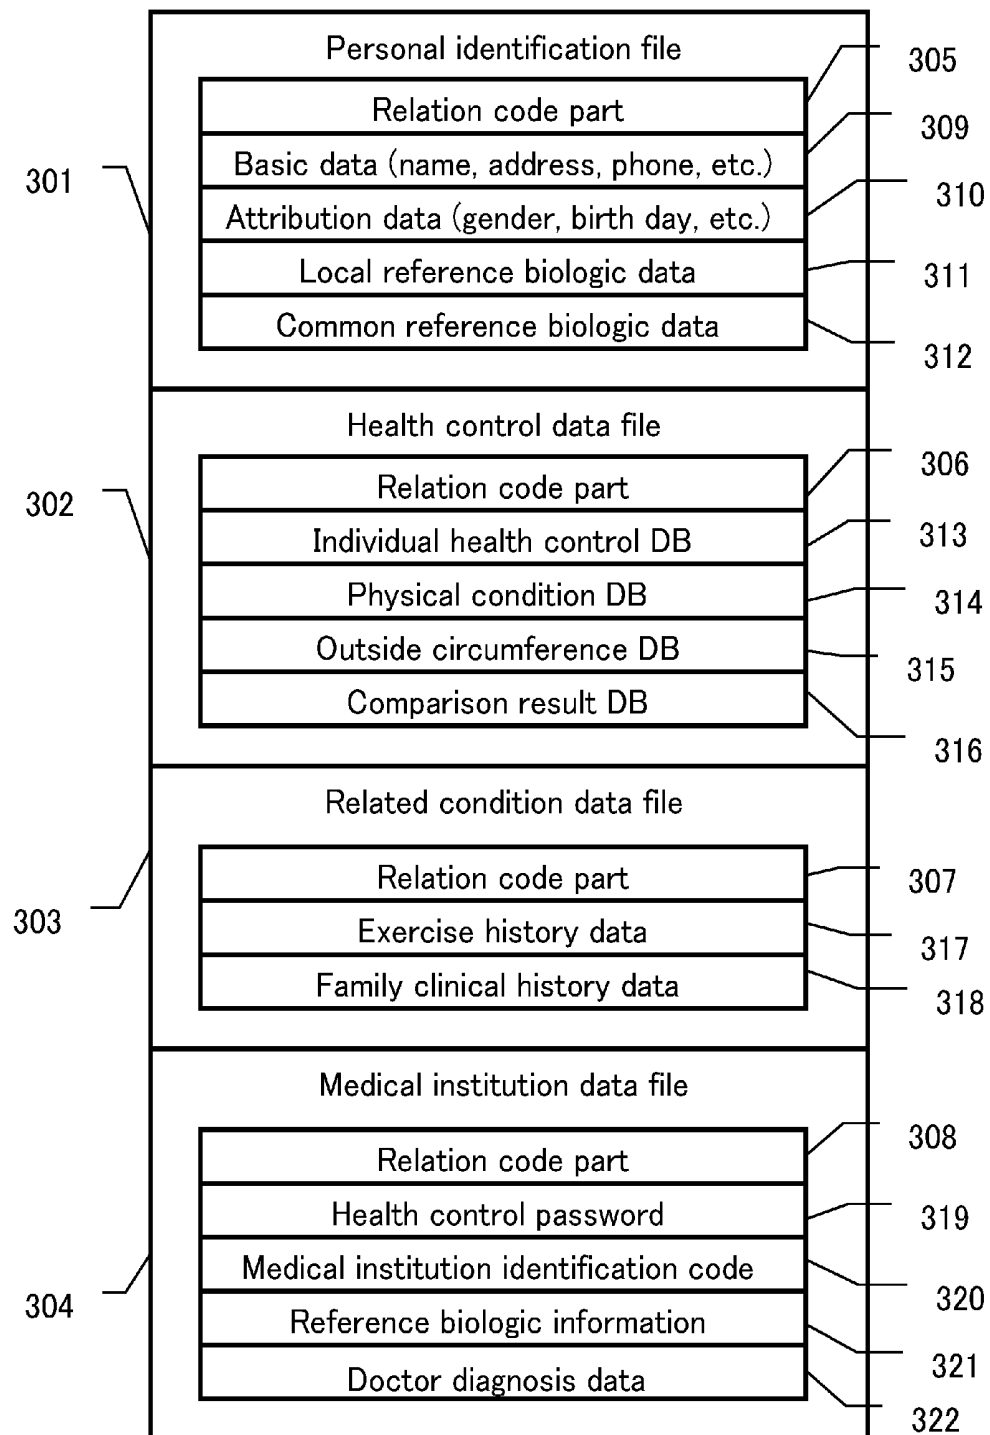 Personal identification file
305
Relation code part
309
Basic data (name, address, phone, etc.)
301
310
Attribution data (gender, birth day, etc.)
Local reference biologic data
311
Common reference biologic data
312
Health control data file
306
Relation code part
302
313
Individual health control DB
Physical condition DB
314
Outside circumference DB
315
Comparison result DB
316
Related condition data file
Relation code part
307
303
Exercise history data
317
Family clinical history data
318
Medical institution data file
308
Relation code part
Health control password
319
Medical institution identification code
304
320
Reference biologic information
321
Doctor diagnosis data
322